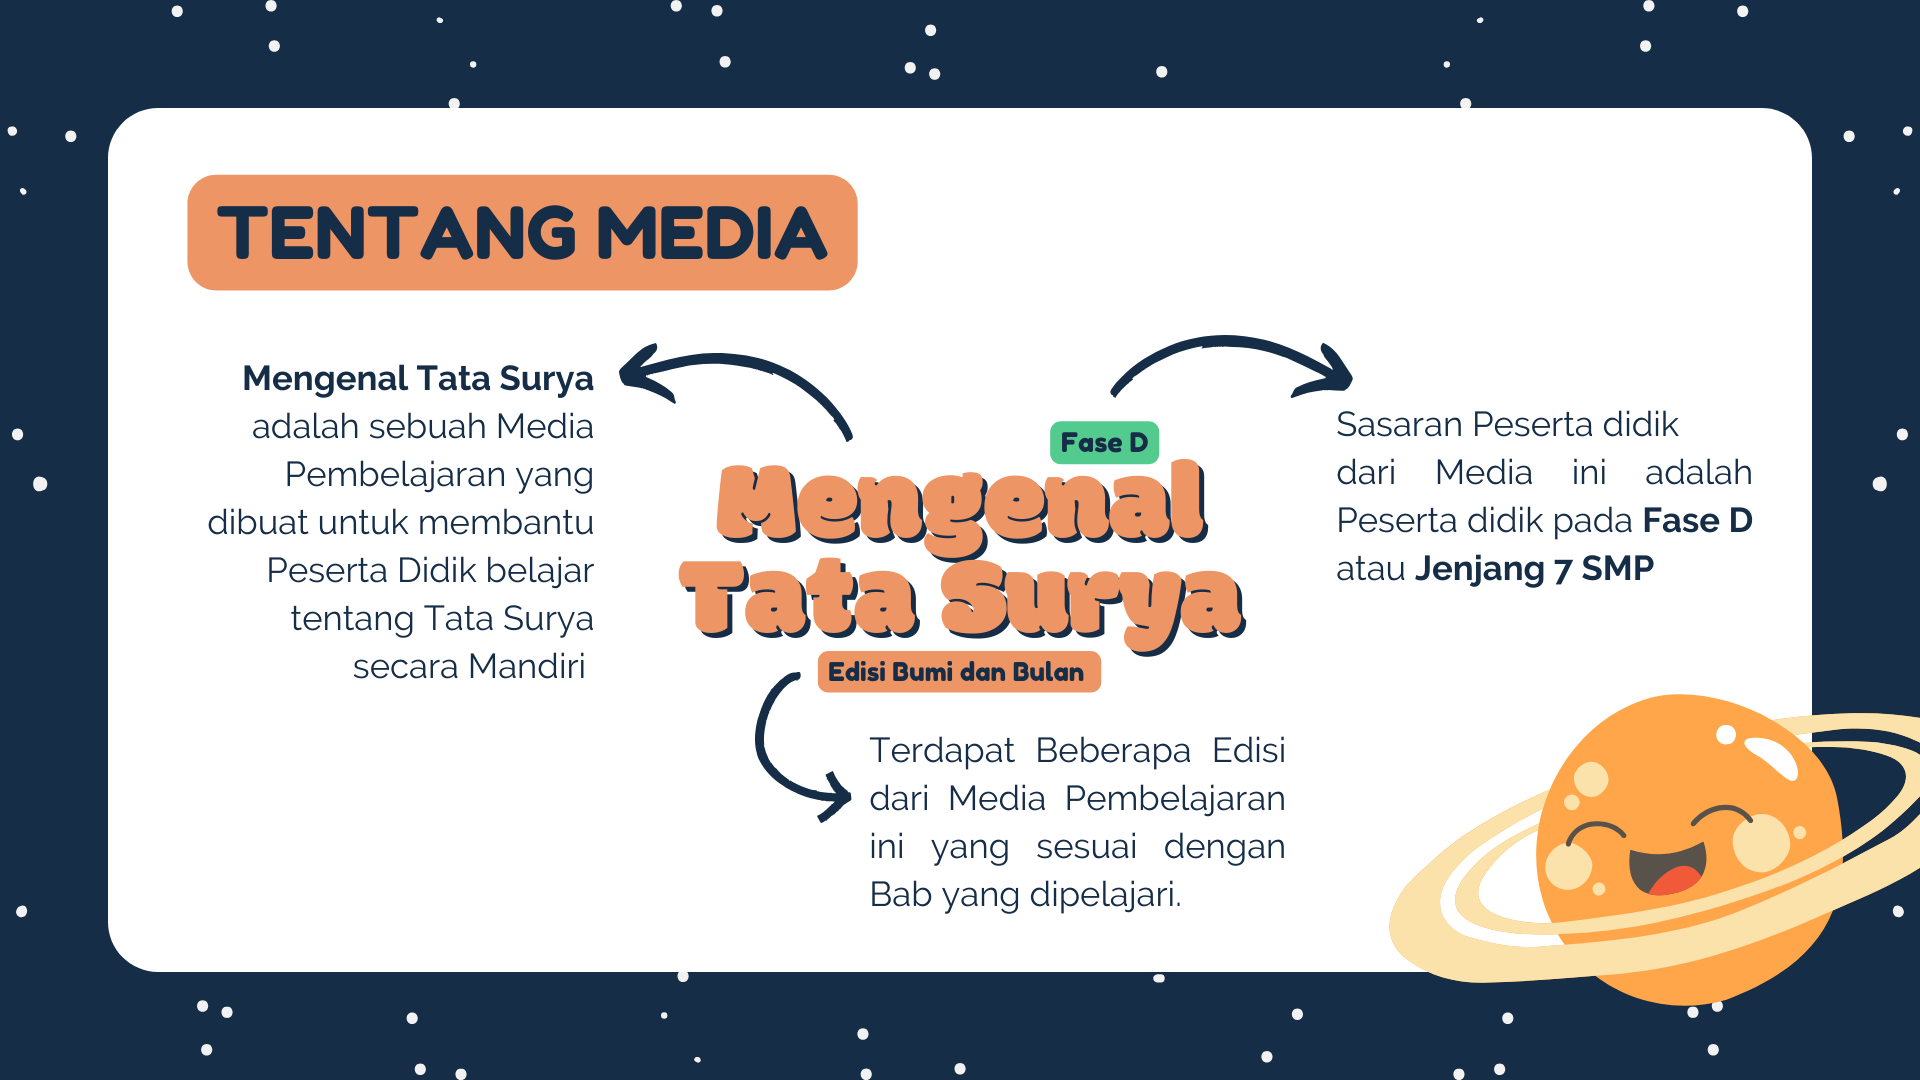 TENTANG MEDIA
Mengenal Tata Surya
adalah sebuah Media
Pembelajaran yang
dibuat untuk membantu
Peserta Didik belajar
tentang Tata Surya
secara Mandiri
Fase D
Mengenal
Tata Surya
Edisi Bumi dan Bulan
Sasaran Peserta didik
dari Media ini adalah
Peserta didik pada Fase D
atau Jenjang 7 SMP
Terdapat Beberapa Edisi
dari Media Pembelajaran
ini yang sesuai dengan
Bab yang dipelajari.